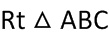 Rt △ ABC